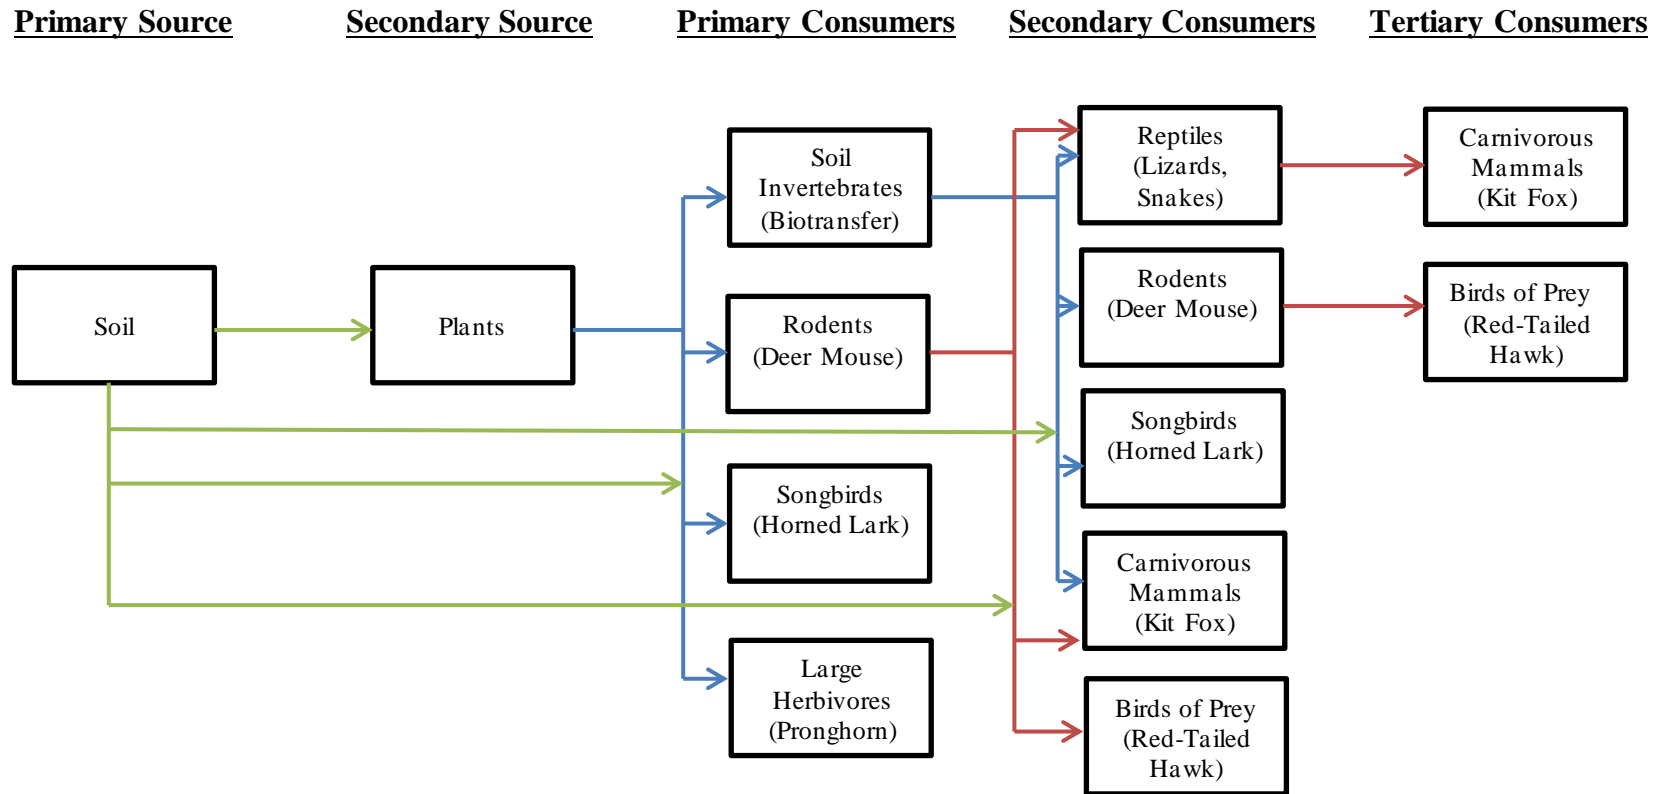 Primary Source
Secondary Source
Primary Consumers
Secondary Consumers
Tertiary Consumers
Soil
Plants
Soil
Invertebrates
(Biotransfer)
Rodents
(Deer Mouse)
Songbirds
(Horned Lark)
Large
Herbivores
(Pronghorn)
Reptiles
(Lizards,
Snakes)
Rodents
(Deer Mouse)
Songbirds
(Horned Lark)
Carnivorous
Mammals
(Kit Fox)
Birds of Prey
(Red-Tailed
Hawk)
Carnivorous
Mammals
(Kit Fox)
Birds of Prey
(Red-Tailed
Hawk)